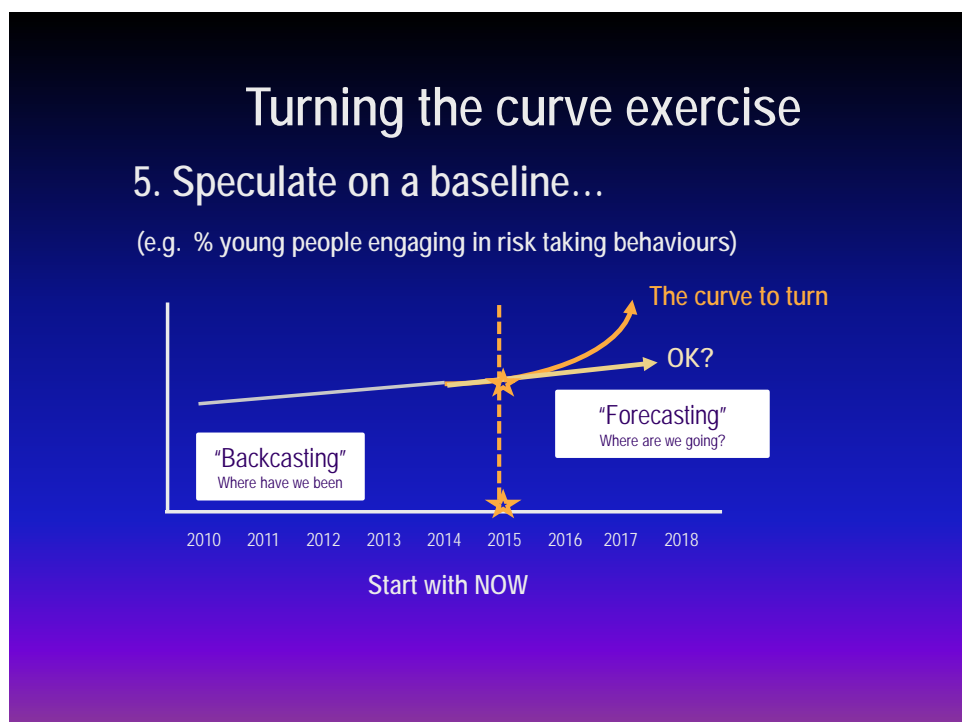 Turning the curve exercise
5. Speculate on a baseline…
(e.g. % young people engaging in risk taking behaviours)
The curve to turn
OK?
“Forecasting”
Where are we going?
“Backcasting”
Where have we been
2010 2011 2012 2013 2014 2015 2016 2017 2018
Start with NOW